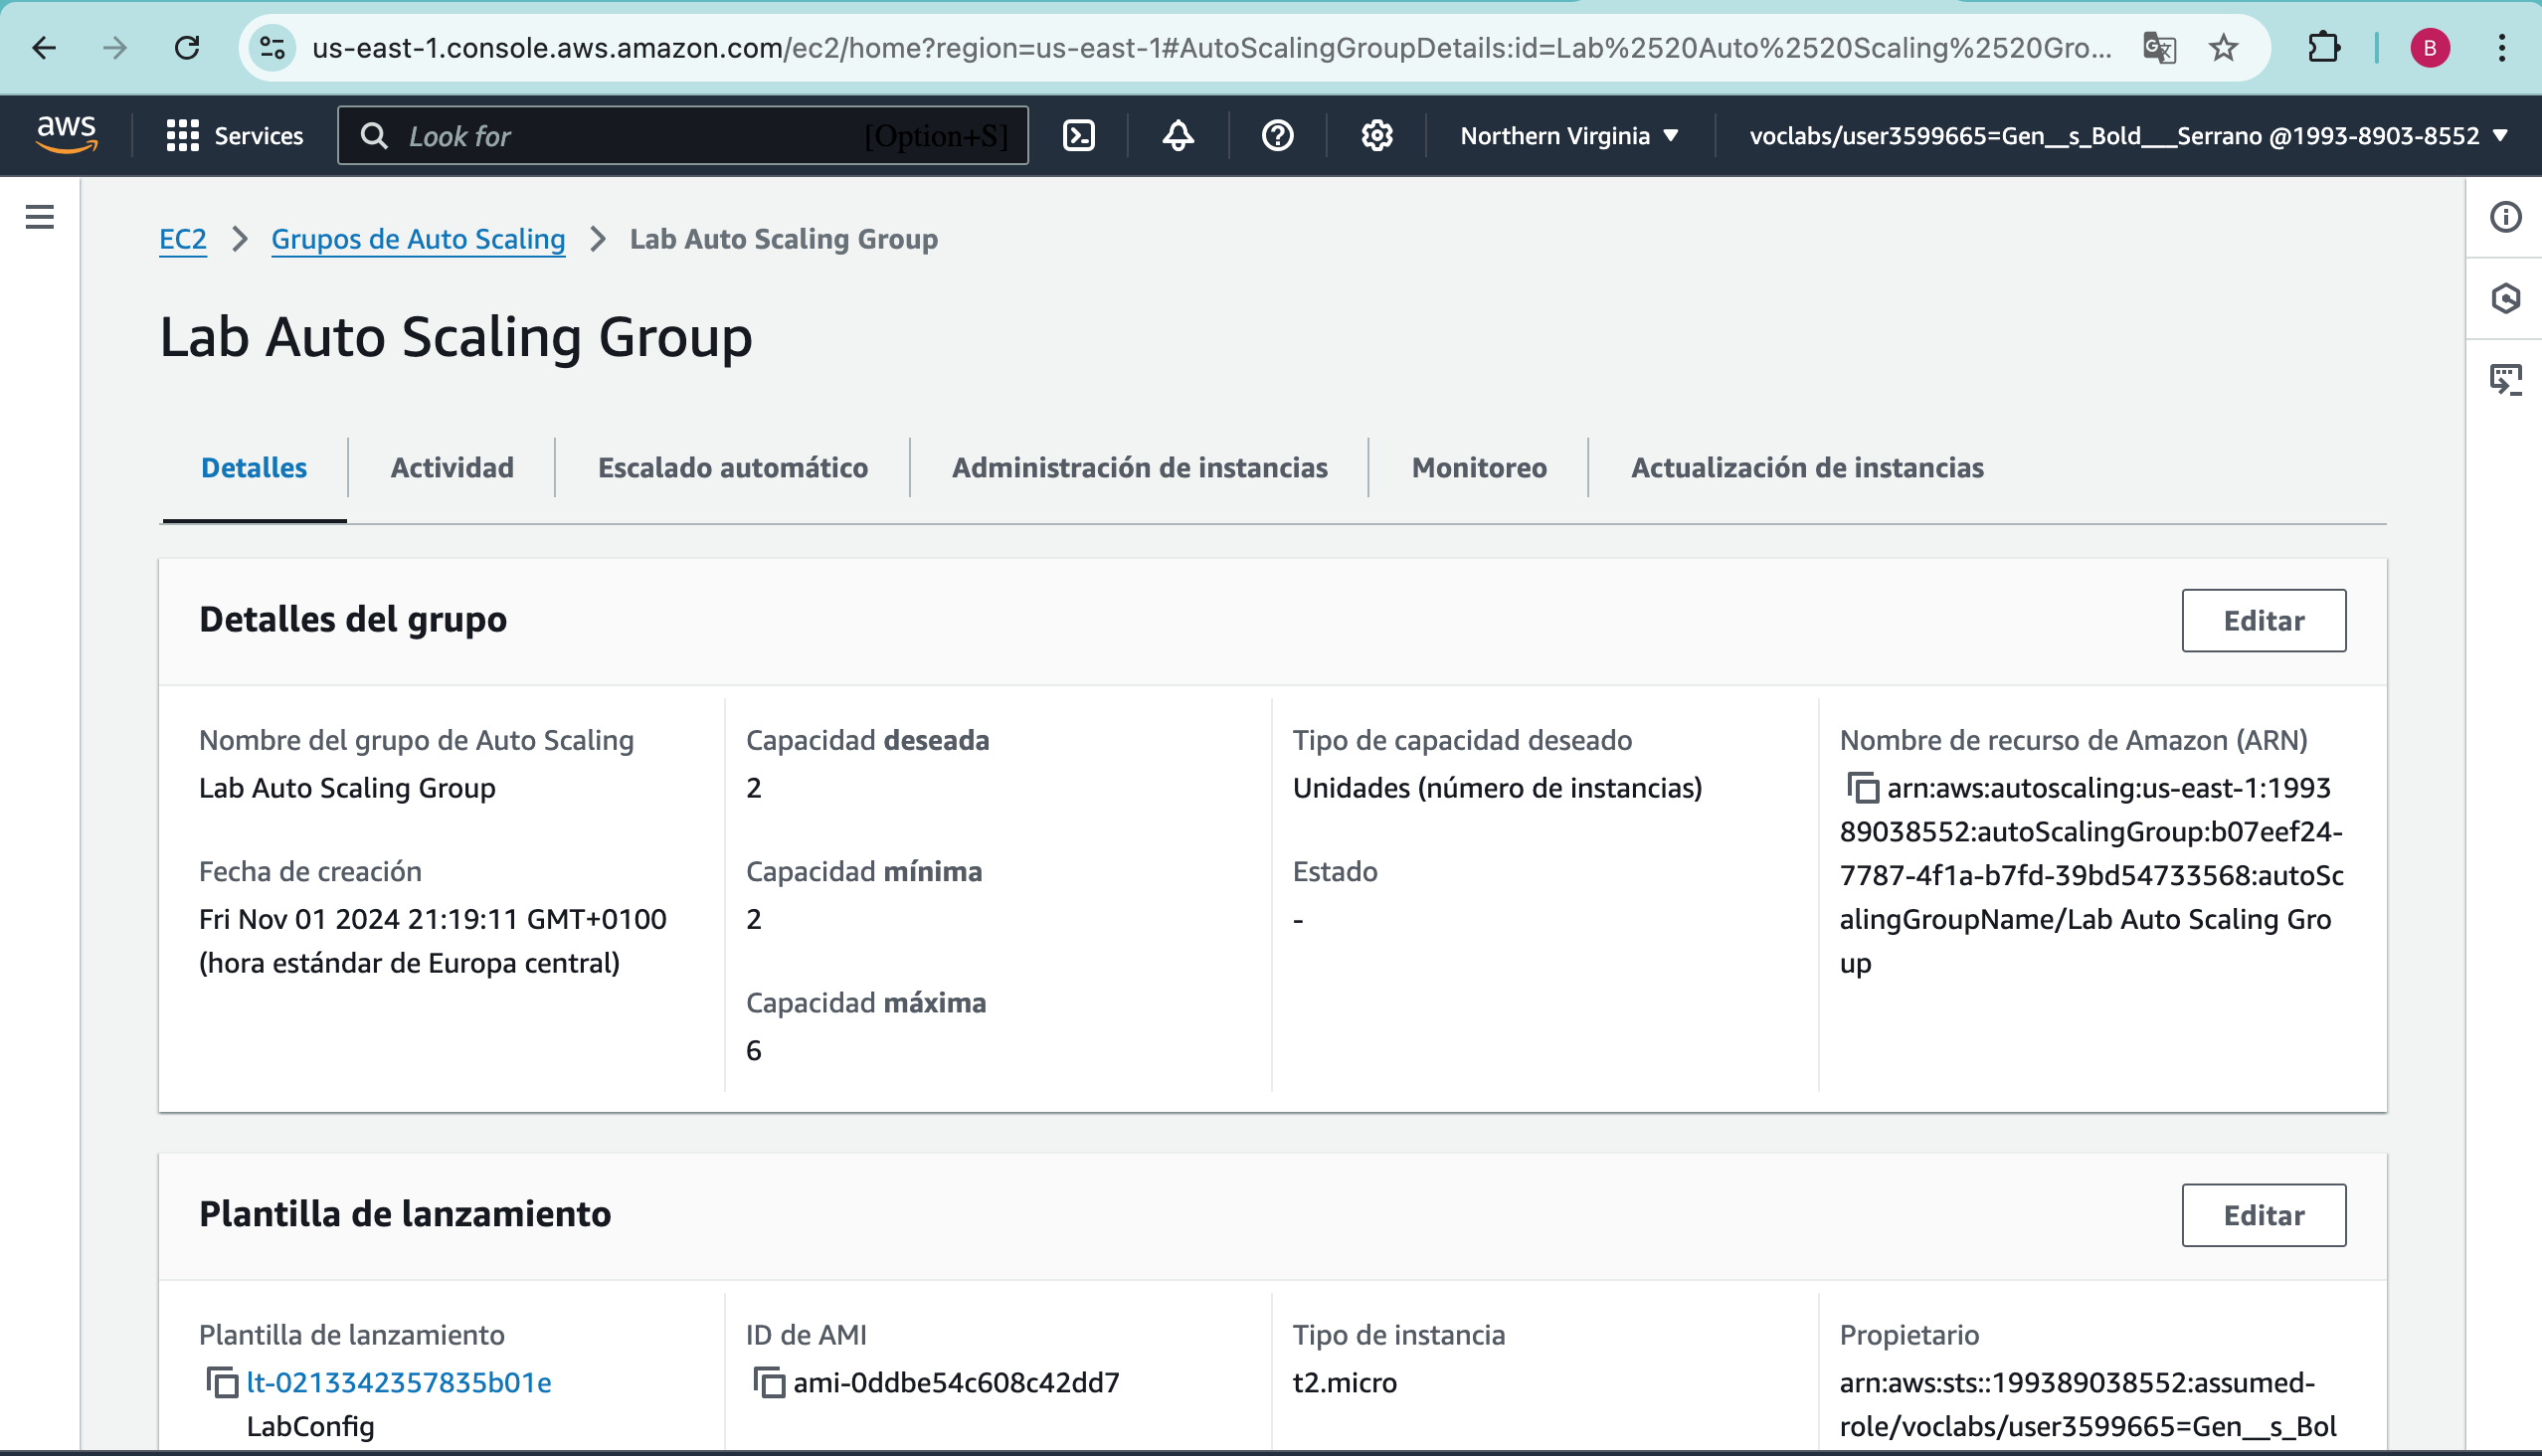 us-east-1.console.aws.amazon.com/ec2/home?region=us-east-1#AutoScalingGroupDetails:id=Lab%2520Auto%2520Scaling%2520Gro...
B
aws
Services
Look for
[Option+S]
Northern Virginia
voclabs/user3599665=Gen__s_Bold___Serrano @1993-8903-8552
EC2
Grupos de Auto Scaling
Lab Auto Scaling Group
Lab Auto Scaling Group
Detalles
Actividad
Escalado automático
Administración de instancias
Monitoreo
Actualización de instancias
Detalles del grupo
Editar
Nombre del grupo de Auto Scaling
Lab Auto Scaling Group
Fecha de creación
Fri Nov 01 2024 21:19:11 GMT+0100
(hora estándar de Europa central)
Capacidad deseada
2
Capacidad mínima
2
Capacidad máxima
6
Tipo de capacidad deseado
Unidades (número de instancias)
Estado
-
Nombre de recurso de Amazon (ARN)
arn:aws:autoscaling:us-east-1:1993
89038552:autoScalingGroup:b07eef24-
7787-4f1a-b7fd-39bd54733568:autoSc
alingGroupName/Lab Auto Scaling Gro
up
Plantilla de lanzamiento
Editar
Plantilla de lanzamiento
lt-0213342357835b01e
LabConfig
ID de AMI
ami-0ddbe54c608c42dd7
Tipo de instancia
t2.micro
Propietario
arn:aws:sts::199389038552:assumed-
role/voclabs/user3599665=Gen__s_Bol